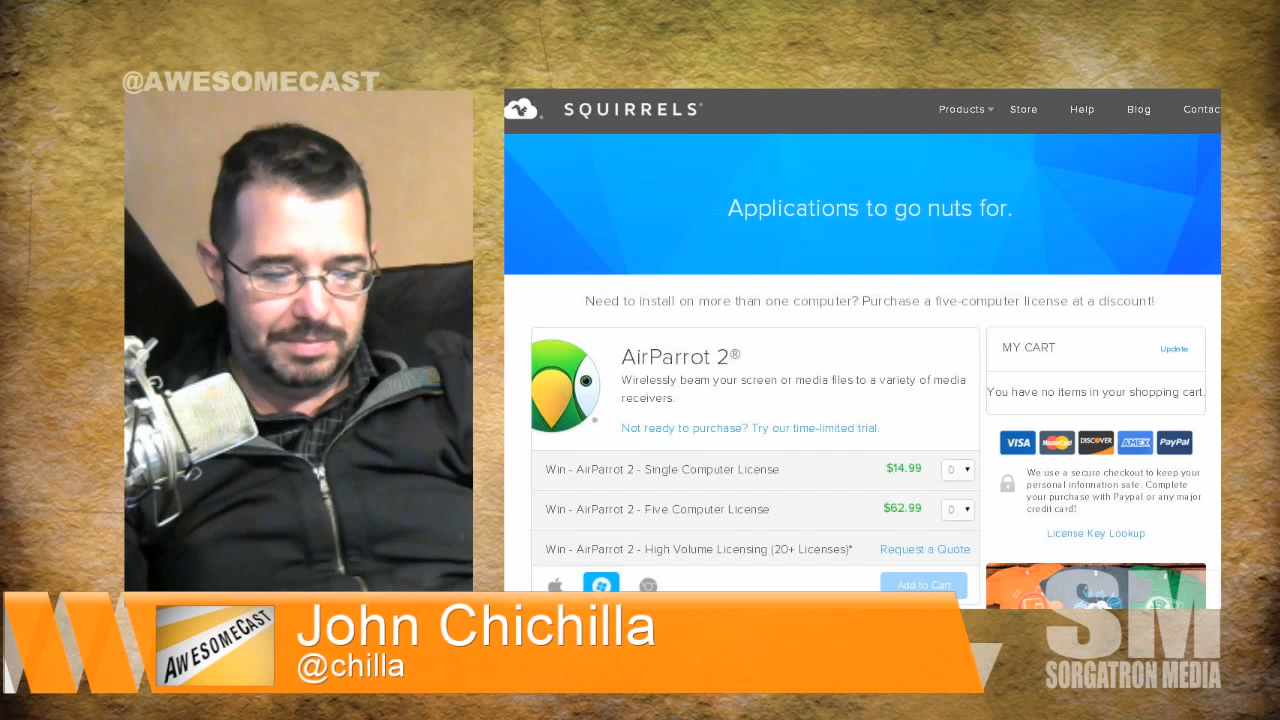 @AWESOMECAST
SQUIRRELS®
Products Store Help Blog Contac
Applications to go nuts for.
Need to install on more than one computer? Purchase a five-computer license at a discount!
AirParrot 2®
Wirelessly beam your screen or media files to a variety of media
receivers.
Not ready to purchase? Try our time-limited trial.
Win - AirParrot 2 - Single Computer License $14.99 0
Win - AirParrot 2 - Five Computer License $62.99 0
Win - AirParrot 2 - High Volume Licensing (20+ Licenses)* Request a Quote
Add to Cart
MY CART Update
You have no items in your shopping cart.
VISA MasterCard DISCOVER AMEX PayPal
We use a secure checkout to keep your
personal information safe. Complete
your purchase with Paypal or any major
credit card!
License Key Lookup
AWESOMECAST
John Chichilla
@chilla
SM
SORGATRON MEDIA